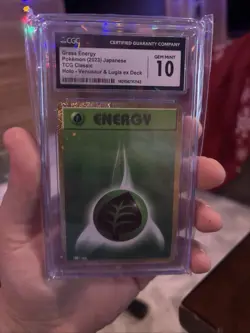 CGC
CERTIFIED GUARANTY COMPANY
Grass Energy
Pokémon (2023) Japanese
TCG Classic
Holo - Venusaur & Lugia ex Deck
GEM MINT
10
ENERGY